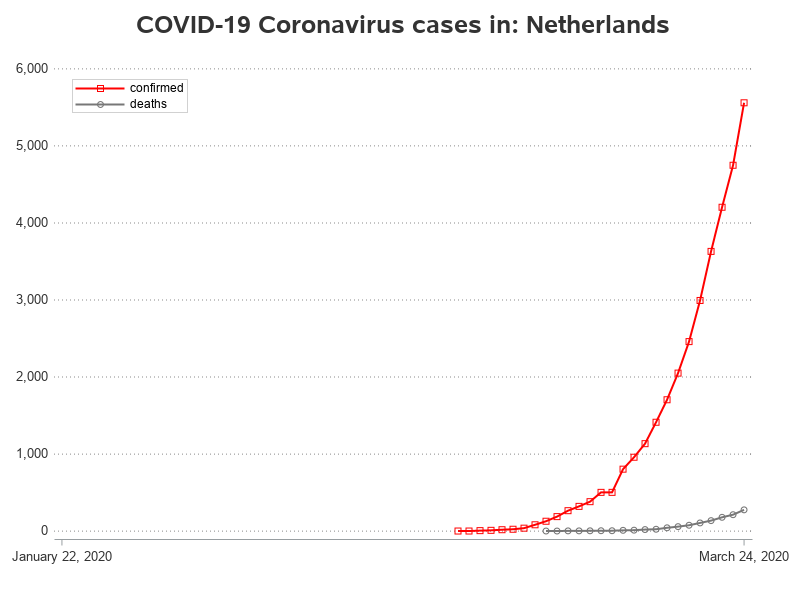 COVID-19 Coronavirus cases in: Netherlands
6,000
confirmed
deaths
5,000
4,000
3,000
2,000
1,000
0
January 22, 2020
March 24, 2020